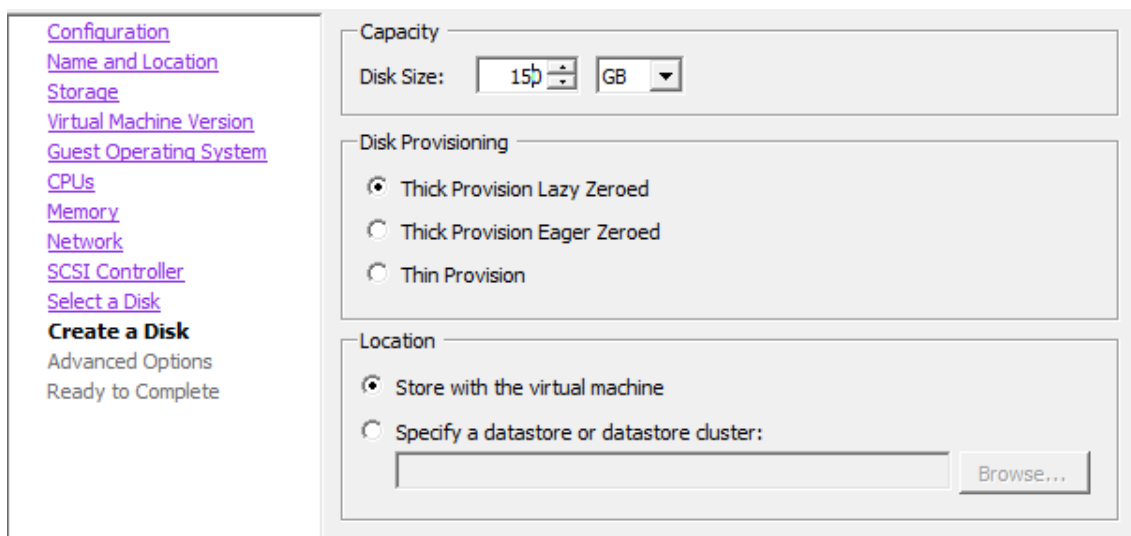 Configuration
Name and Location
Storage
Virtual Machine Version
Guest Operating System
CPUs
Memory
Network
SCSI Controller
Select a Disk
Create a Disk
Advanced Options
Ready to Complete
Capacity
Disk Size: 150 GB
Disk Provisioning
Thick Provision Lazy Zeroed
Thick Provision Eager Zeroed
Thin Provision
Location
Store with the virtual machine
Specify a datastore or datastore cluster:
Browse...